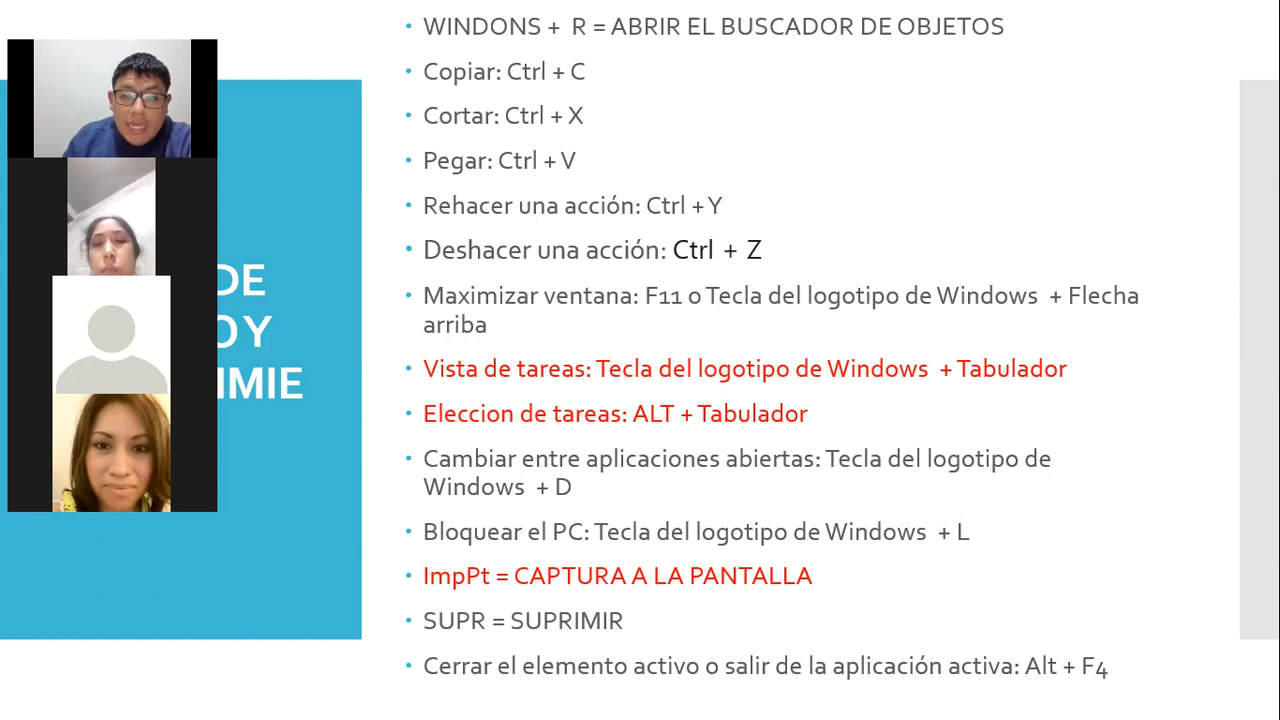 WINDONS + R = ABRIR EL BUSCADOR DE OBJETOS
Copiar: Ctrl + C
Cortar: Ctrl + X
Pegar: Ctrl + V
Rehacer una acción: Ctrl + Y
Deshacer una acción: Ctrl + Z
Maximizar ventana: F11 o Tecla del logotipo de Windows + Flecha
arriba
Vista de tareas: Tecla del logotipo de Windows + Tabulador
Eleccion de tareas: ALT + Tabulador
Cambiar entre aplicaciones abiertas: Tecla del logotipo de
Windows + D
Bloquear el PC: Tecla del logotipo de Windows + L
ImpPt = CAPTURA A LA PANTALLA
SUPR = SUPRIMIR
Cerrar el elemento activo o salir de la aplicación activa: Alt + F4
DE
O Y
IMIE